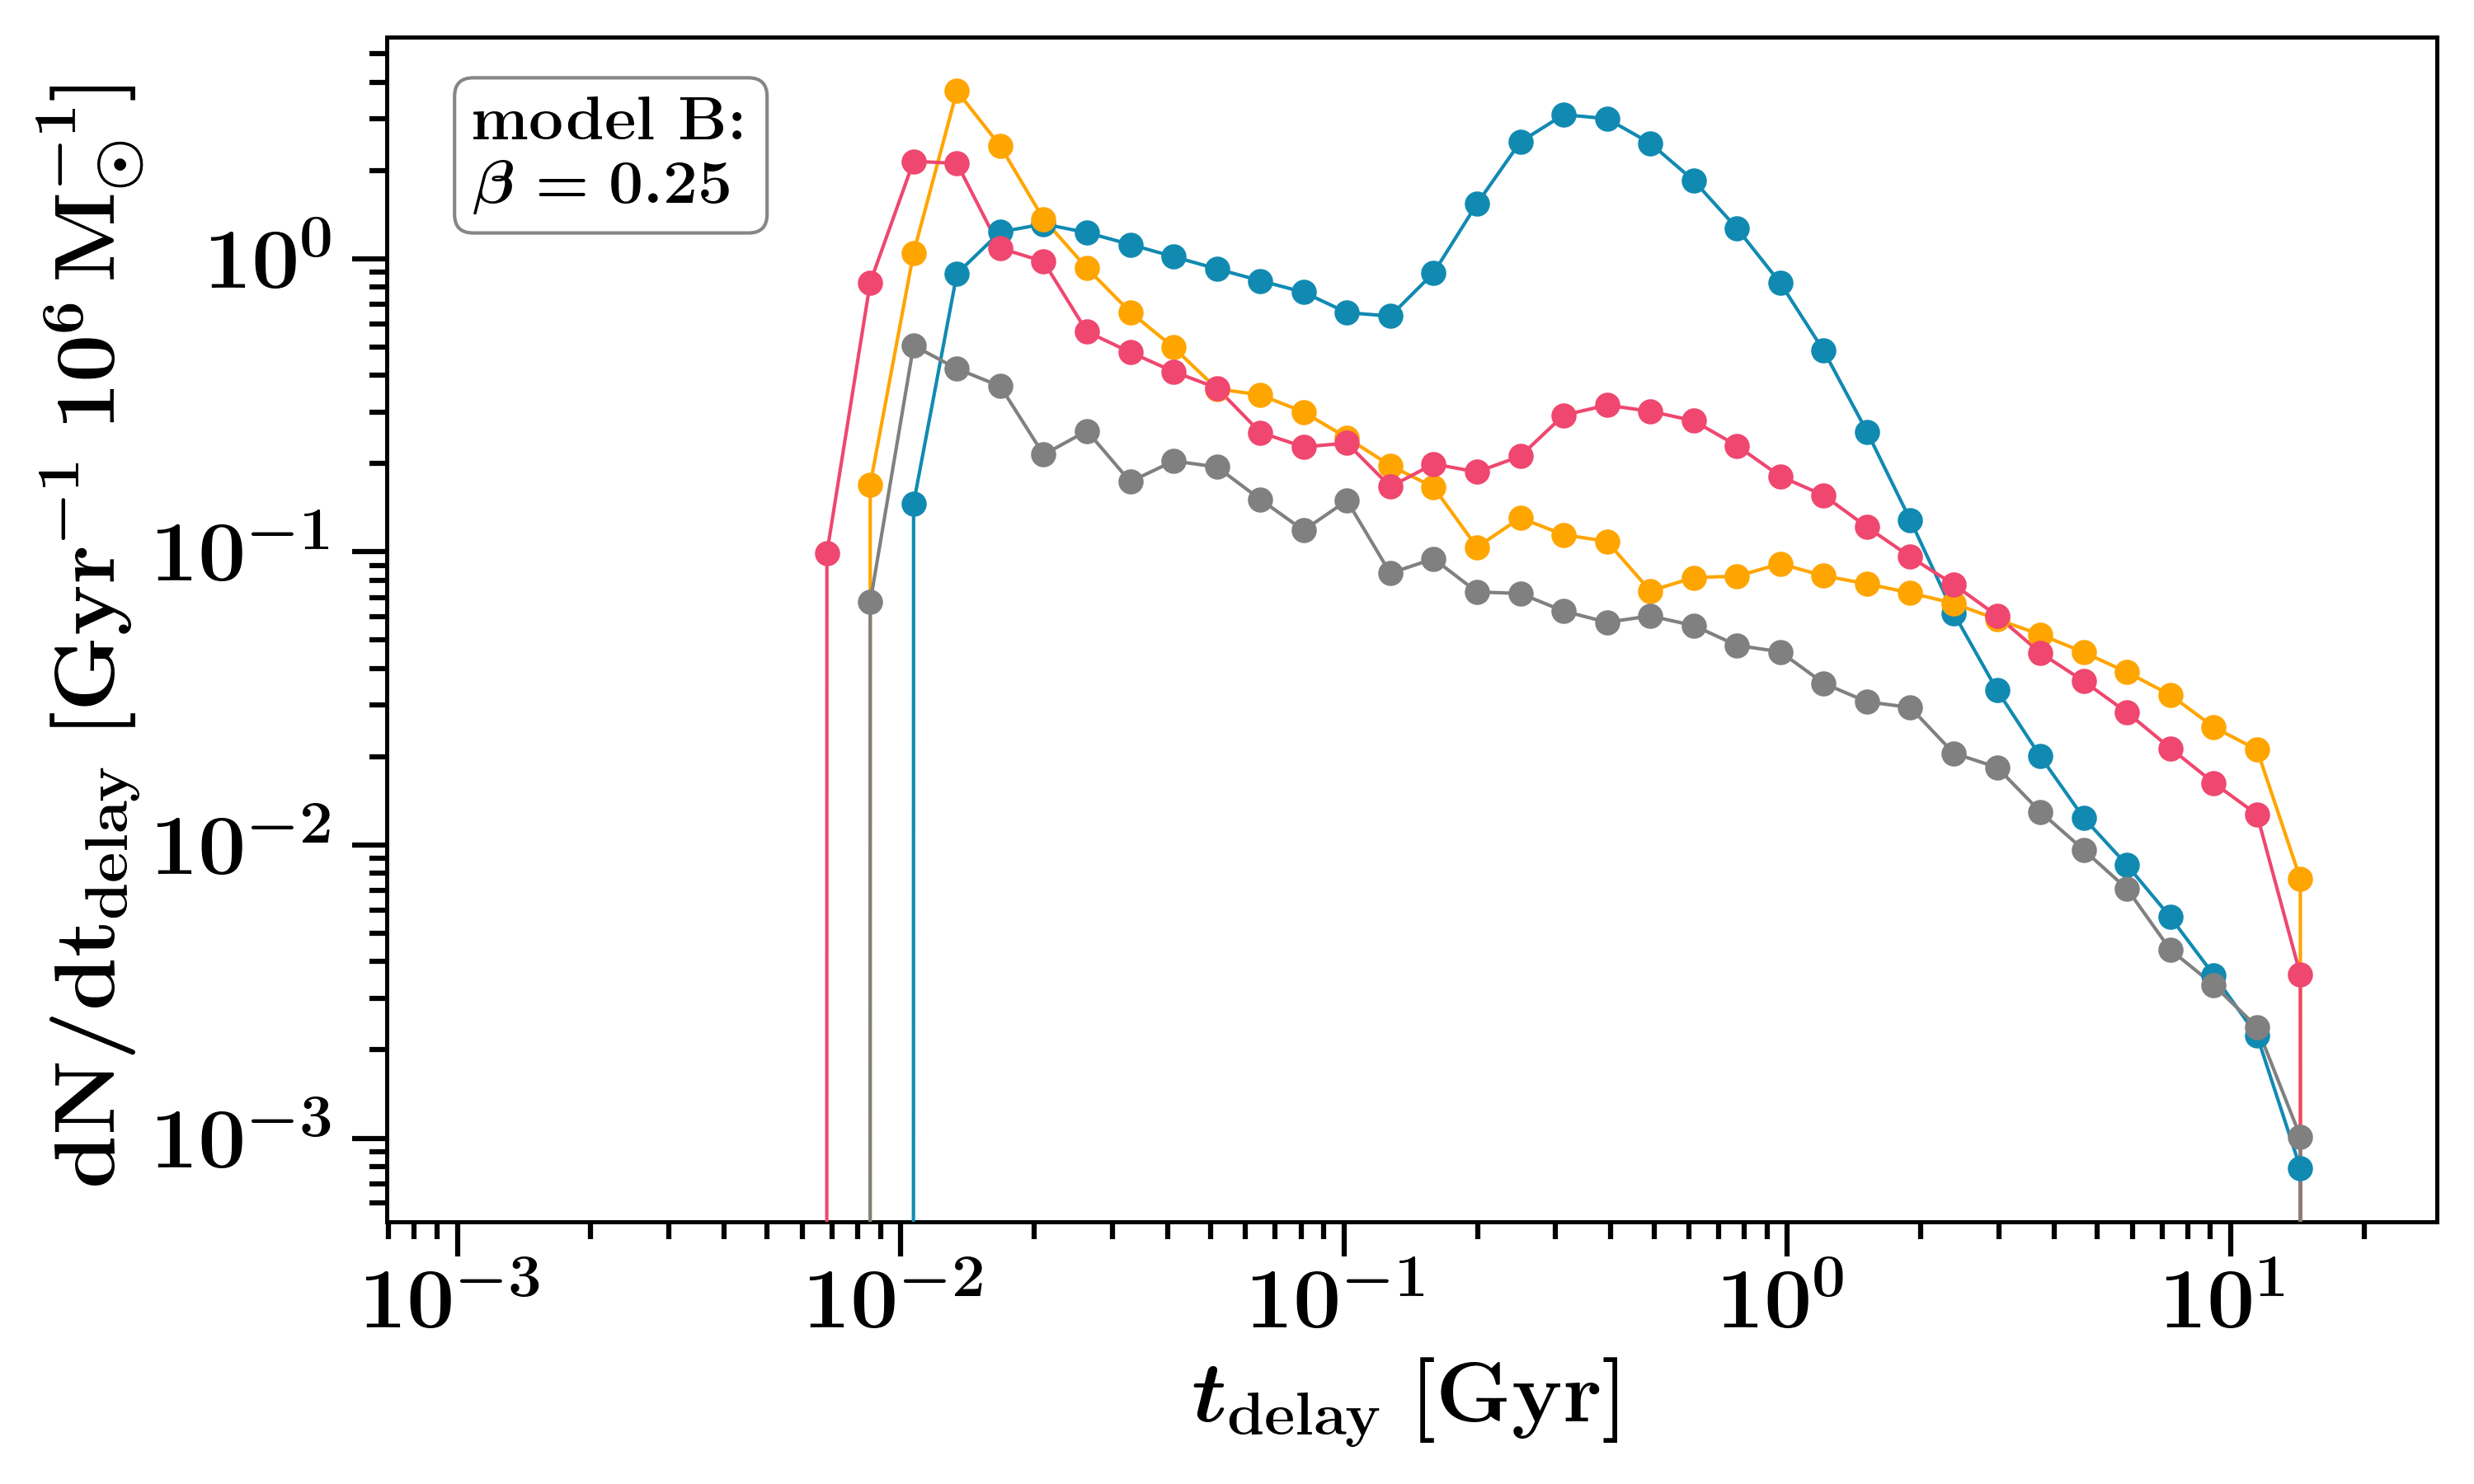 model B:
β = 0.25
dN/dt_delay [Gyr⁻¹ 10⁶ M⊙⁻¹]
10⁰
10⁻¹
10⁻²
10⁻³
10⁻³ 10⁻² 10⁻¹ 10⁰ 10¹
t_delay [Gyr]